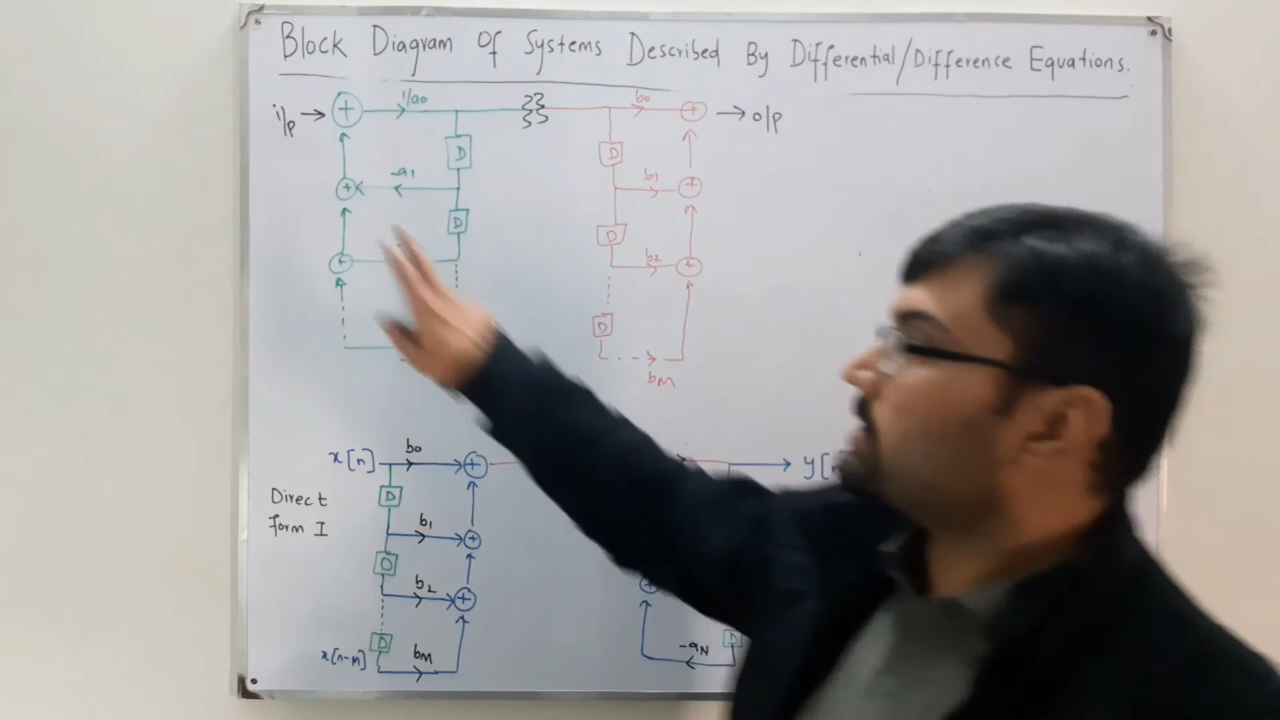 Block Diagram Of Systems Described By Differential/Difference Equations.
i/p → + 1/a0 b0 + → o/p
D D
+ -a1 b1 +
D D
+ b2 +
D
bM
x[n] b0 + y[n
Direct Form I
D
b1 +
D
b2 + +
D D
x[n-M] bM -aN